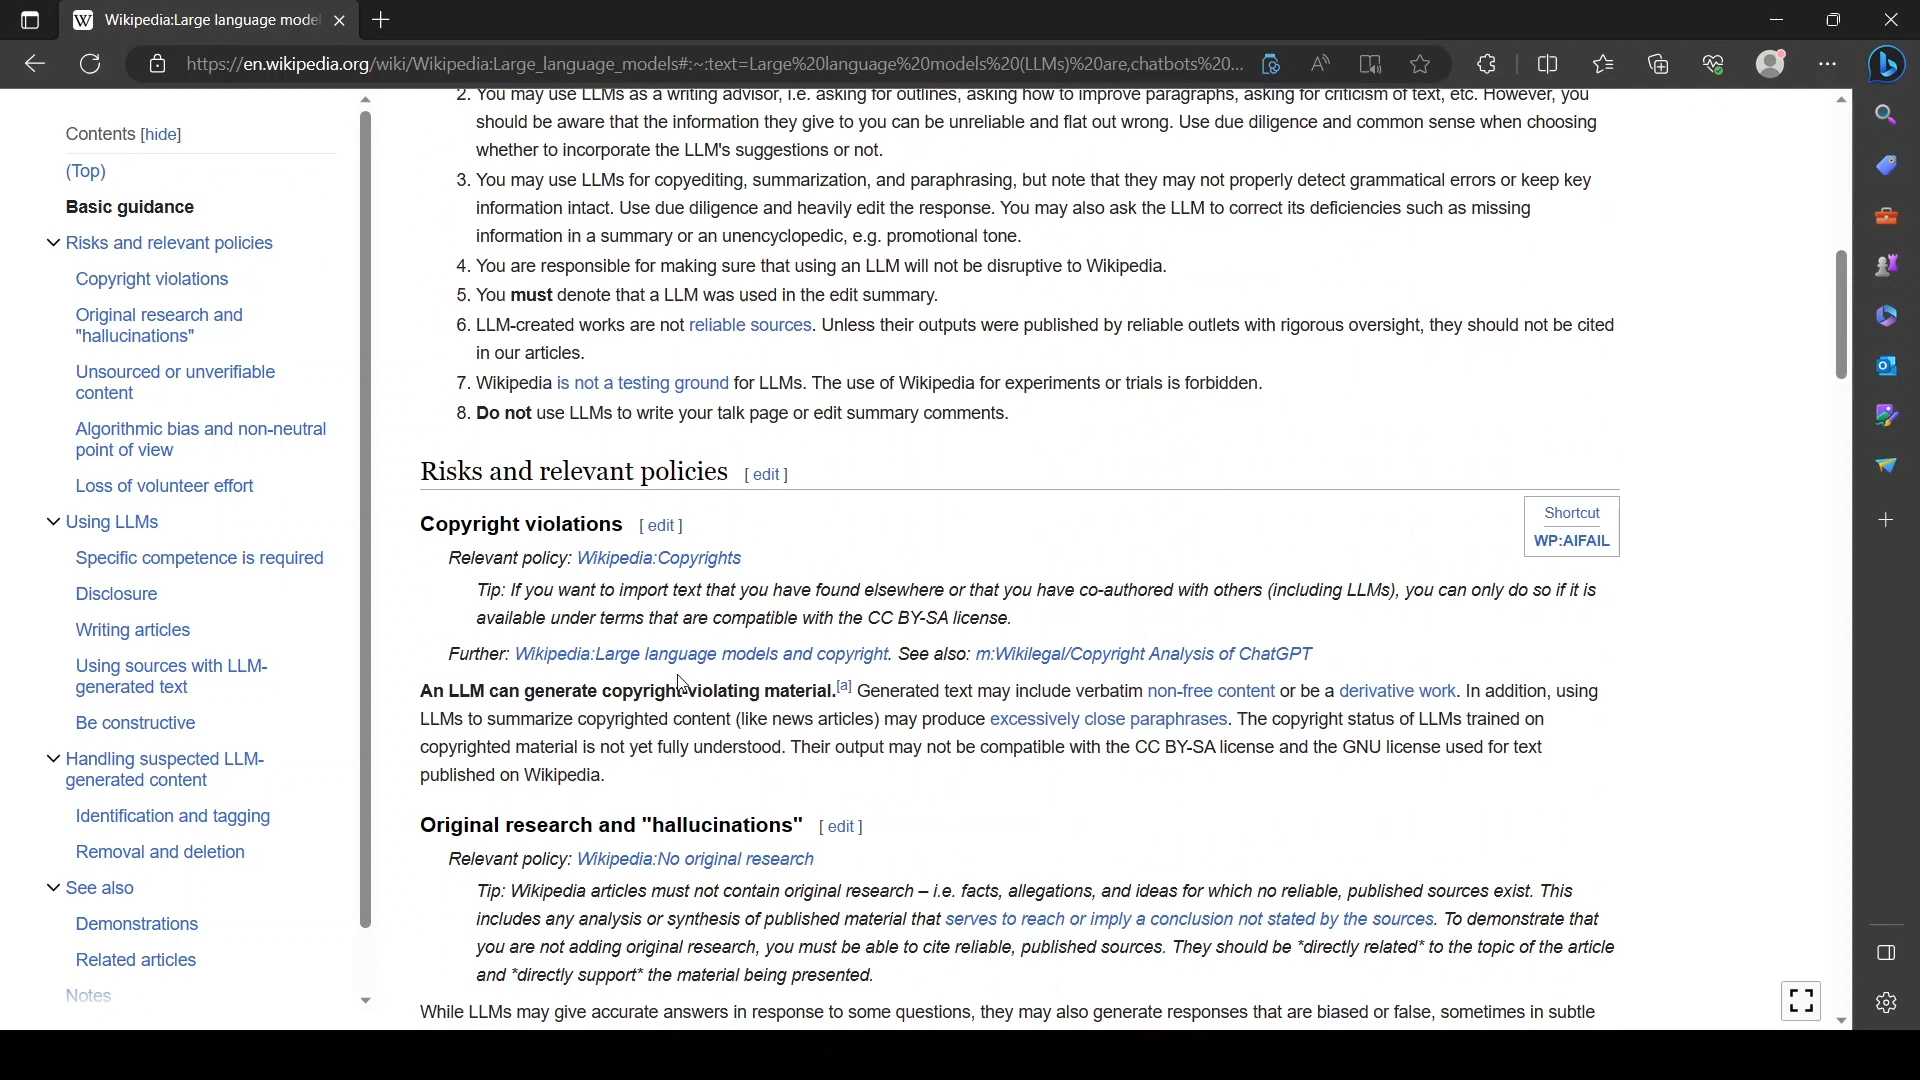 Wikipedia:Large language model
https://en.wikipedia.org/wiki/Wikipedia:Large_language_models#:~:text=Large%20language%20models%20(LLMs)%20are,chatbots%20...
Contents [hide]
(Top)
Basic guidance
Risks and relevant policies
Copyright violations
Original research and
"hallucinations"
Unsourced or unverifiable
content
Algorithmic bias and non-neutral
point of view
Loss of volunteer effort
Using LLMs
Specific competence is required
Disclosure
Writing articles
Using sources with LLM-
generated text
Be constructive
Handling suspected LLM-
generated content
Identification and tagging
Removal and deletion
See also
Demonstrations
Related articles
Notes
2. You may use LLMs as a writing advisor, i.e. asking for outlines, asking how to improve paragraphs, asking for criticism of text, etc. However, you
should be aware that the information they give to you can be unreliable and flat out wrong. Use due diligence and common sense when choosing
whether to incorporate the LLM's suggestions or not.
3. You may use LLMs for copyediting, summarization, and paraphrasing, but note that they may not properly detect grammatical errors or keep key
information intact. Use due diligence and heavily edit the response. You may also ask the LLM to correct its deficiencies such as missing
information in a summary or an unencyclopedic, e.g. promotional tone.
4. You are responsible for making sure that using an LLM will not be disruptive to Wikipedia.
5. You must denote that a LLM was used in the edit summary.
6. LLM-created works are not reliable sources. Unless their outputs were published by reliable outlets with rigorous oversight, they should not be cited
in our articles.
7. Wikipedia is not a testing ground for LLMs. The use of Wikipedia for experiments or trials is forbidden.
8. Do not use LLMs to write your talk page or edit summary comments.
Risks and relevant policies [ edit ]
Copyright violations [ edit ]
Shortcut
WP:AIFAIL
Relevant policy: Wikipedia:Copyrights
Tip: If you want to import text that you have found elsewhere or that you have co-authored with others (including LLMs), you can only do so if it is
available under terms that are compatible with the CC BY-SA license.
Further: Wikipedia:Large language models and copyright. See also: m:Wikilegal/Copyright Analysis of ChatGPT
An LLM can generate copyright-violating material.[a] Generated text may include verbatim non-free content or be a derivative work. In addition, using
LLMs to summarize copyrighted content (like news articles) may produce excessively close paraphrases. The copyright status of LLMs trained on
copyrighted material is not yet fully understood. Their output may not be compatible with the CC BY-SA license and the GNU license used for text
published on Wikipedia.
Original research and "hallucinations" [ edit ]
Relevant policy: Wikipedia:No original research
Tip: Wikipedia articles must not contain original research – i.e. facts, allegations, and ideas for which no reliable, published sources exist. This
includes any analysis or synthesis of published material that serves to reach or imply a conclusion not stated by the sources. To demonstrate that
you are not adding original research, you must be able to cite reliable, published sources. They should be *directly related* to the topic of the article
and *directly support* the material being presented.
While LLMs may give accurate answers in response to some questions, they may also generate responses that are biased or false, sometimes in subtle